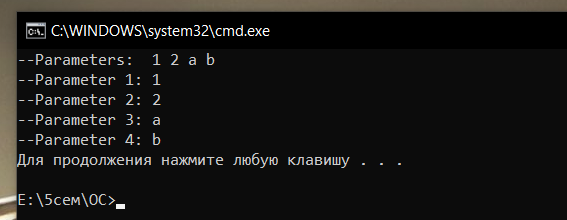 C:\WINDOWS\system32\cmd.exe
--Parameters:  1 2 a b
--Parameter 1: 1
--Parameter 2: 2
--Parameter 3: a
--Parameter 4: b
Для продолжения нажмите любую клавишу . . .
E:\5сем\ОС>